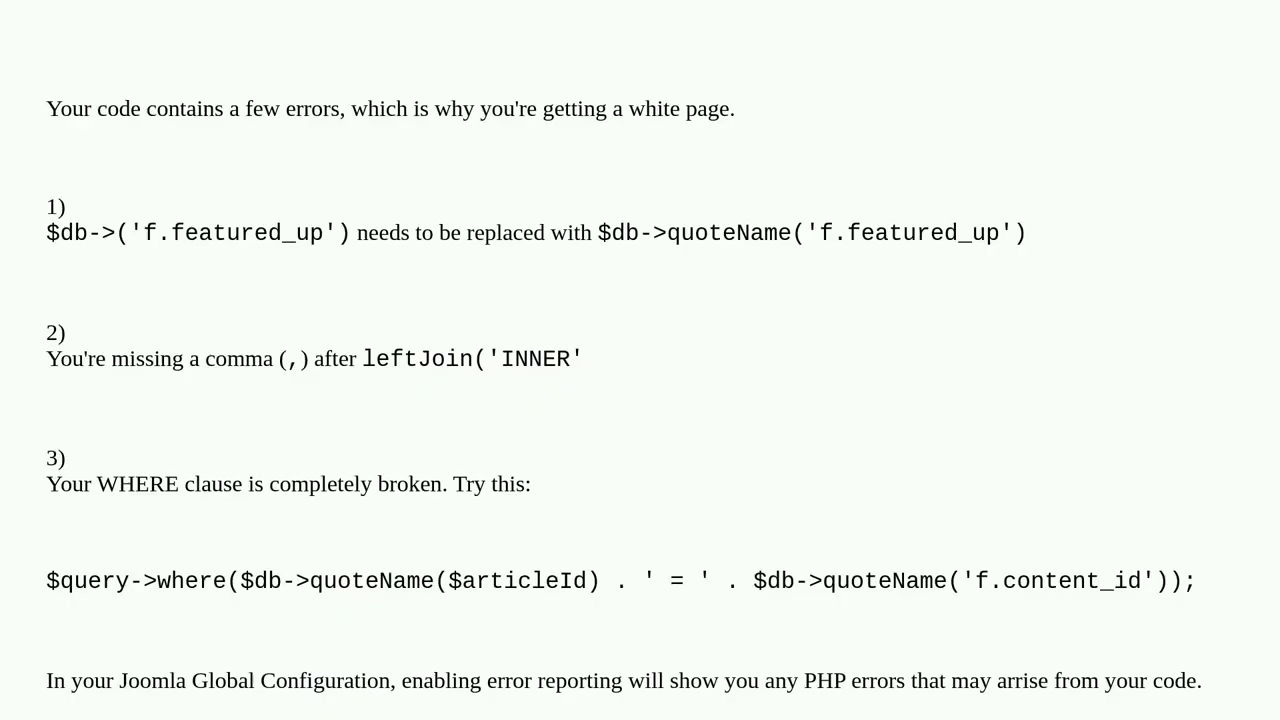 Your code contains a few errors, which is why you're getting a white page.
1)
$db->('f.featured_up') needs to be replaced with $db->quoteName('f.featured_up')
2)
You're missing a comma (,) after leftJoin('INNER'
3)
Your WHERE clause is completely broken. Try this:
$query->where($db->quoteName($articleId) . ' = ' . $db->quoteName('f.content_id'));
In your Joomla Global Configuration, enabling error reporting will show you any PHP errors that may arrise from your code.